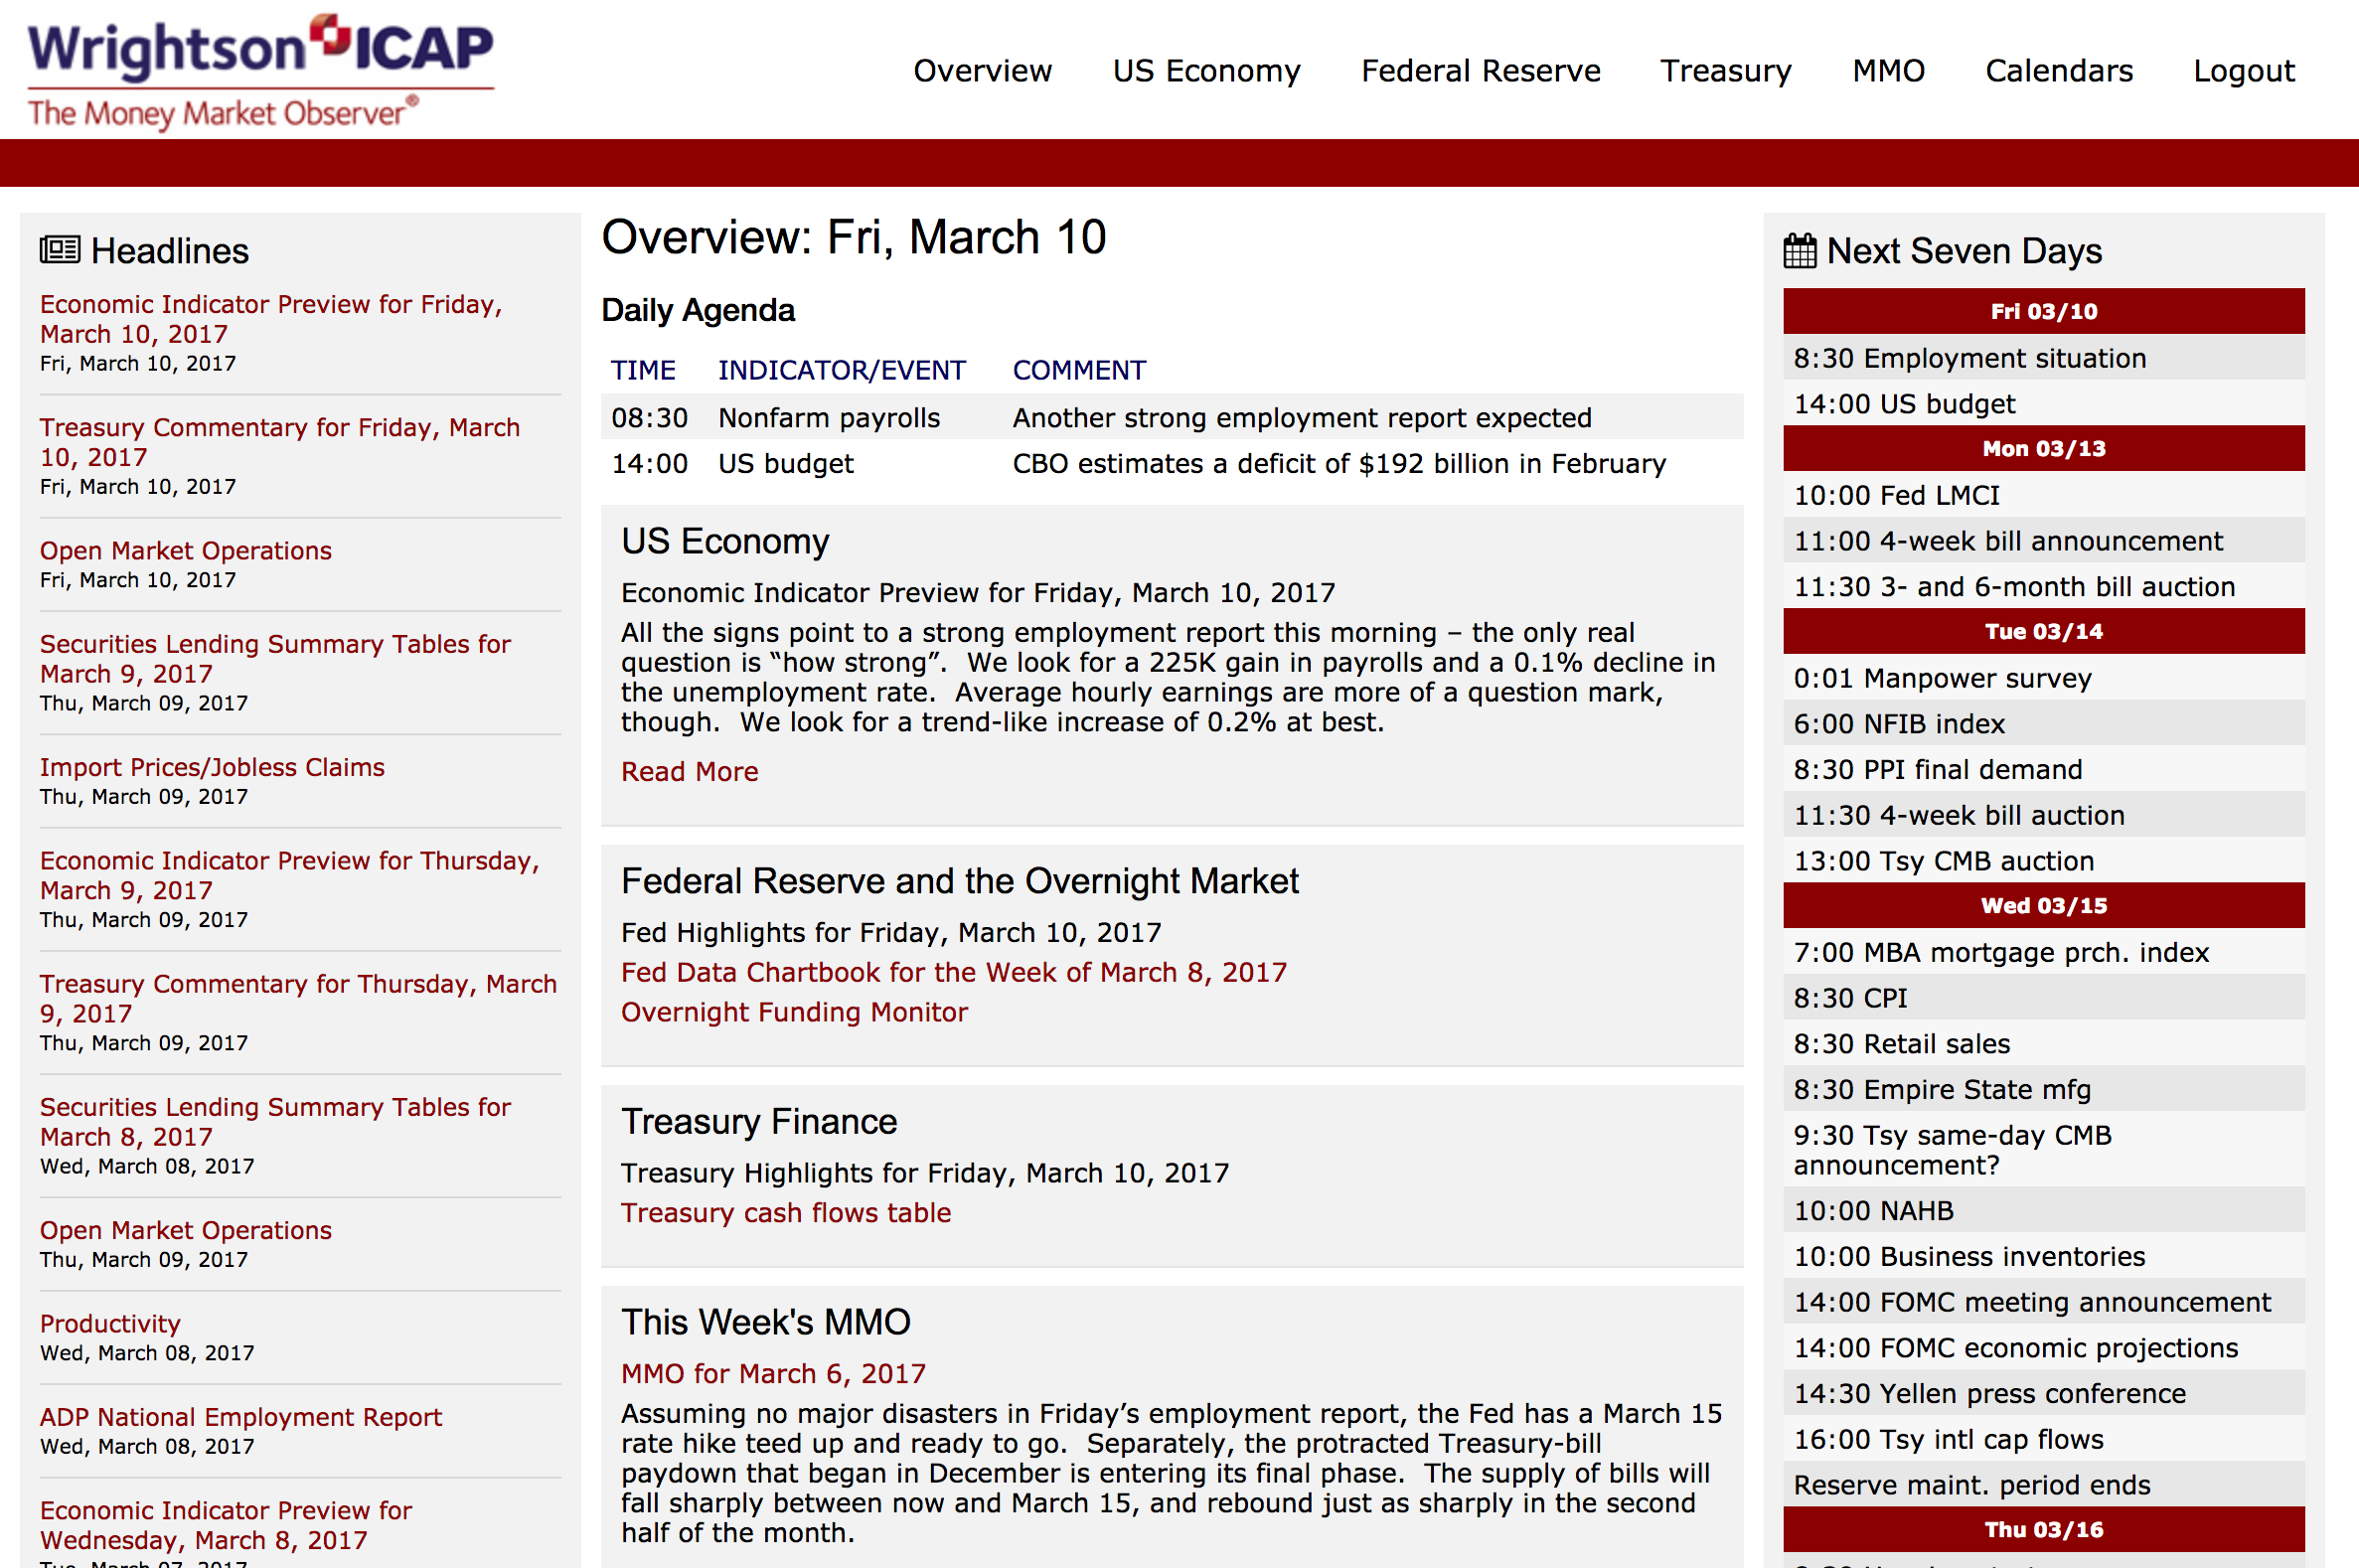 Wrightson ICAP
The Money Market Observer®
Overview US Economy Federal Reserve Treasury MMO Calendars Logout
Headlines
Economic Indicator Preview for Friday,
March 10, 2017
Fri, March 10, 2017
Treasury Commentary for Friday, March
10, 2017
Fri, March 10, 2017
Open Market Operations
Fri, March 10, 2017
Securities Lending Summary Tables for
March 9, 2017
Thu, March 09, 2017
Import Prices/Jobless Claims
Thu, March 09, 2017
Economic Indicator Preview for Thursday,
March 9, 2017
Thu, March 09, 2017
Treasury Commentary for Thursday, March
9, 2017
Thu, March 09, 2017
Securities Lending Summary Tables for
March 8, 2017
Wed, March 08, 2017
Open Market Operations
Thu, March 09, 2017
Productivity
Wed, March 08, 2017
ADP National Employment Report
Wed, March 08, 2017
Economic Indicator Preview for
Wednesday, March 8, 2017
Overview: Fri, March 10
Daily Agenda
TIME INDICATOR/EVENT COMMENT
08:30 Nonfarm payrolls Another strong employment report expected
14:00 US budget CBO estimates a deficit of $192 billion in February
US Economy
Economic Indicator Preview for Friday, March 10, 2017
All the signs point to a strong employment report this morning – the only real
question is “how strong”.  We look for a 225K gain in payrolls and a 0.1% decline in
the unemployment rate.  Average hourly earnings are more of a question mark,
though.  We look for a trend-like increase of 0.2% at best.
Read More
Federal Reserve and the Overnight Market
Fed Highlights for Friday, March 10, 2017
Fed Data Chartbook for the Week of March 8, 2017
Overnight Funding Monitor
Treasury Finance
Treasury Highlights for Friday, March 10, 2017
Treasury cash flows table
This Week's MMO
MMO for March 6, 2017
Assuming no major disasters in Friday’s employment report, the Fed has a March 15
rate hike teed up and ready to go.  Separately, the protracted Treasury-bill
paydown that began in December is entering its final phase.  The supply of bills will
fall sharply between now and March 15, and rebound just as sharply in the second
half of the month.
Next Seven Days
Fri 03/10
8:30 Employment situation
14:00 US budget
Mon 03/13
10:00 Fed LMCI
11:00 4-week bill announcement
11:30 3- and 6-month bill auction
Tue 03/14
0:01 Manpower survey
6:00 NFIB index
8:30 PPI final demand
11:30 4-week bill auction
13:00 Tsy CMB auction
Wed 03/15
7:00 MBA mortgage prch. index
8:30 CPI
8:30 Retail sales
8:30 Empire State mfg
9:30 Tsy same-day CMB
announcement?
10:00 NAHB
10:00 Business inventories
14:00 FOMC meeting announcement
14:00 FOMC economic projections
14:30 Yellen press conference
16:00 Tsy intl cap flows
Reserve maint. period ends
Thu 03/16